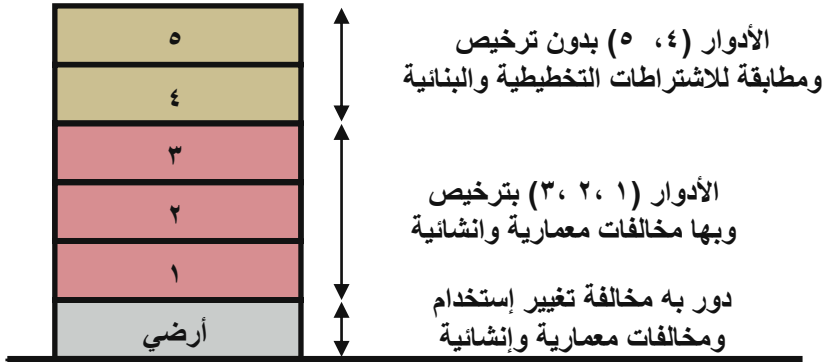 ٥
٤
الأدوار (٤، ٥) بدون ترخيص
ومطابقة للاشتراطات التخطيطية والبنائية
٣
٢
١
الأدوار (١ ،٢ ،٣) بترخيص
وبها مخالفات معمارية وانشائية
أرضي
دور به مخالفة تغيير إستخدام
ومخالفات معمارية وإنشائية